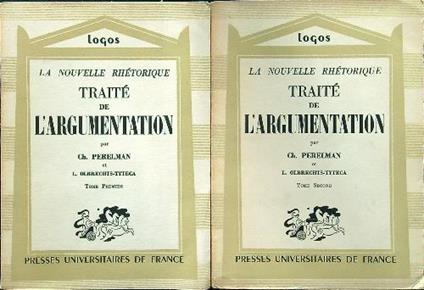 Logos
LA NOUVELLE RHÉTORIQUE
TRAITÉ
DE
L'ARGUMENTATION
par
Ch. PERELMAN
et
L. OLBRECHTS-TYTECA
Tome Premier
PRESSES UNIVERSITAIRES DE FRANCE
Logos
LA NOUVELLE RHÉTORIQUE
TRAITÉ
DE
L'ARGUMENTATION
par
Ch. PERELMAN
et
L. OLBRECHTS-TYTECA
Tome Second
PRESSES UNIVERSITAIRES DE FRANCE